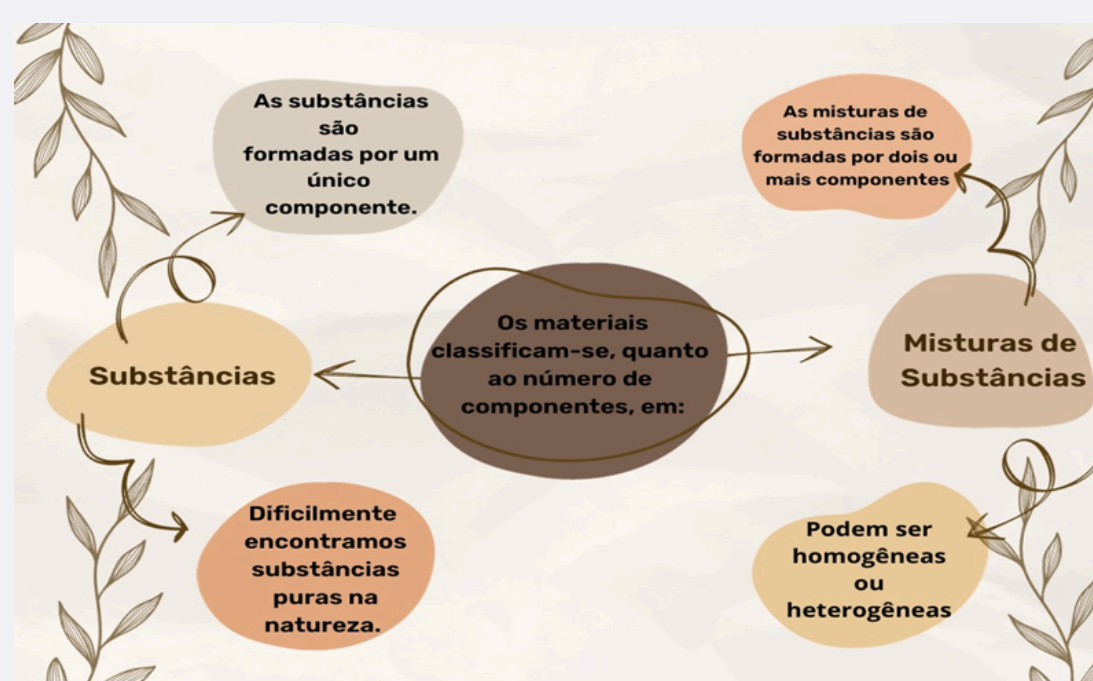 As substâncias
são
formadas por um
único
componente.
As misturas de
substâncias são
formadas por dois ou
mais componentes
Os materiais
classificam-se, quanto
ao número de
componentes, em:
Substâncias
Misturas de
Substâncias
Dificilmente
encontramos
substâncias
puras na
natureza.
Podem ser
homogêneas
ou
heterogêneas